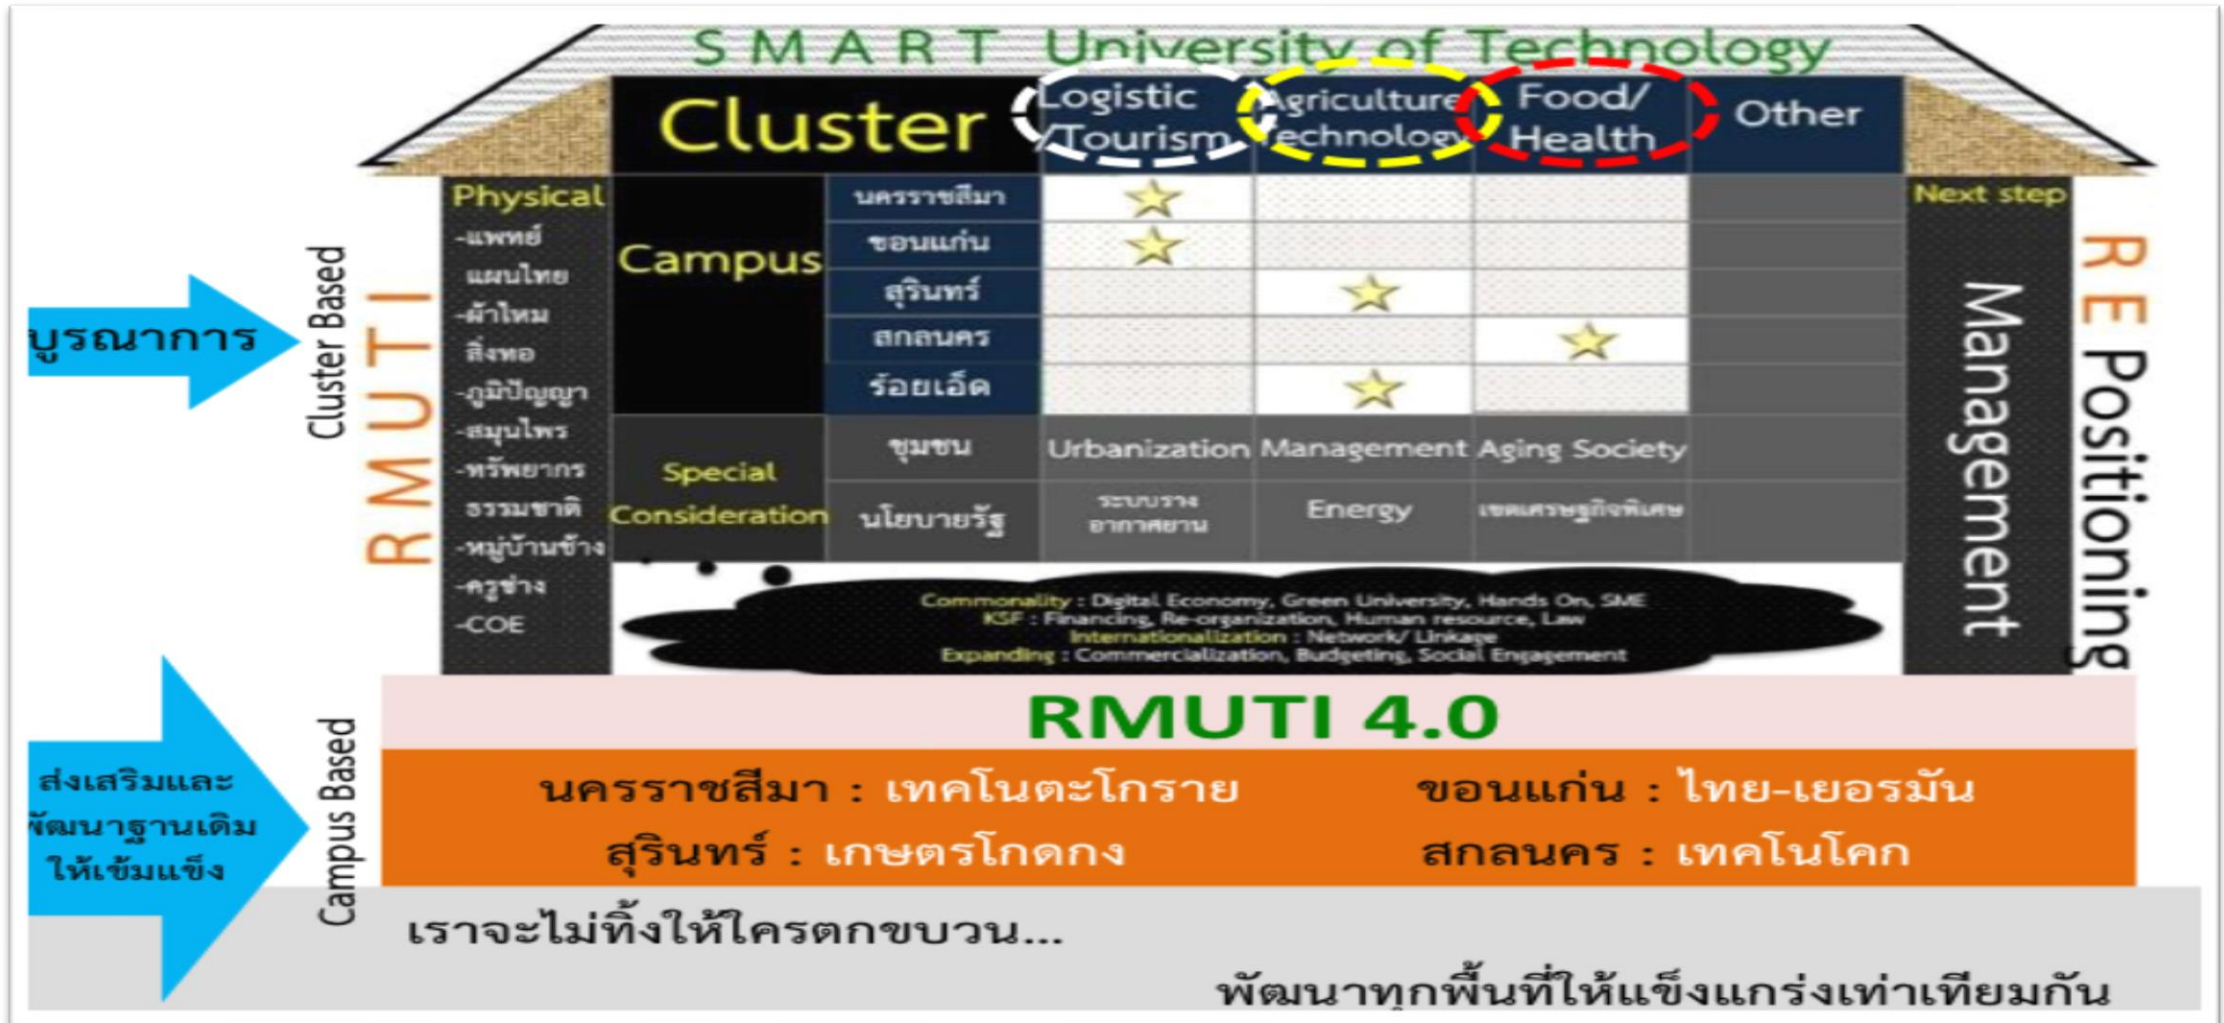 SMART University of Technology
Cluster
Logistic
/Tourism
Agriculture
Technology
Food/
Health
Other
Physical
-แพทย์
แผนไทย
-ผ้าไหม
สิ่งทอ
-ภูมิปัญญา
-สมุนไพร
-ทรัพยากร
ธรรมชาติ
-หมู่บ้านช้าง
-ครูช่าง
-COE
Campus
นครราชสีมา
ขอนแก่น
สุรินทร์
สกลนคร
ร้อยเอ็ด
Special
Consideration
ชุมชน
Urbanization
Management
Aging Society
นโยบายรัฐ
ระบบราง
อากาศยาน
Energy
เขตเศรษฐกิจพิเศษ
Next step
Management
RE Positioning
RMUTI
Cluster Based
บูรณาการ
Commonality : Digital Economy, Green University, Hands On, SME
KSF : Financing, Re-organization, Human resource, Law
Internationalization : Network/ Linkage
Expanding : Commercialization, Budgeting, Social Engagement
RMUTI 4.0
Campus Based
ส่งเสริมและ
พัฒนาฐานเดิม
ให้เข้มแข็ง
นครราชสีมา : เทคโนตะโกราย
ขอนแก่น : ไทย-เยอรมัน
สุรินทร์ : เกษตรโกดกง
สกลนคร : เทคโนโคก
เราจะไม่ทิ้งให้ใครตกขบวน...
พัฒนาทุกพื้นที่ให้แข็งแกร่งเท่าเทียมกัน